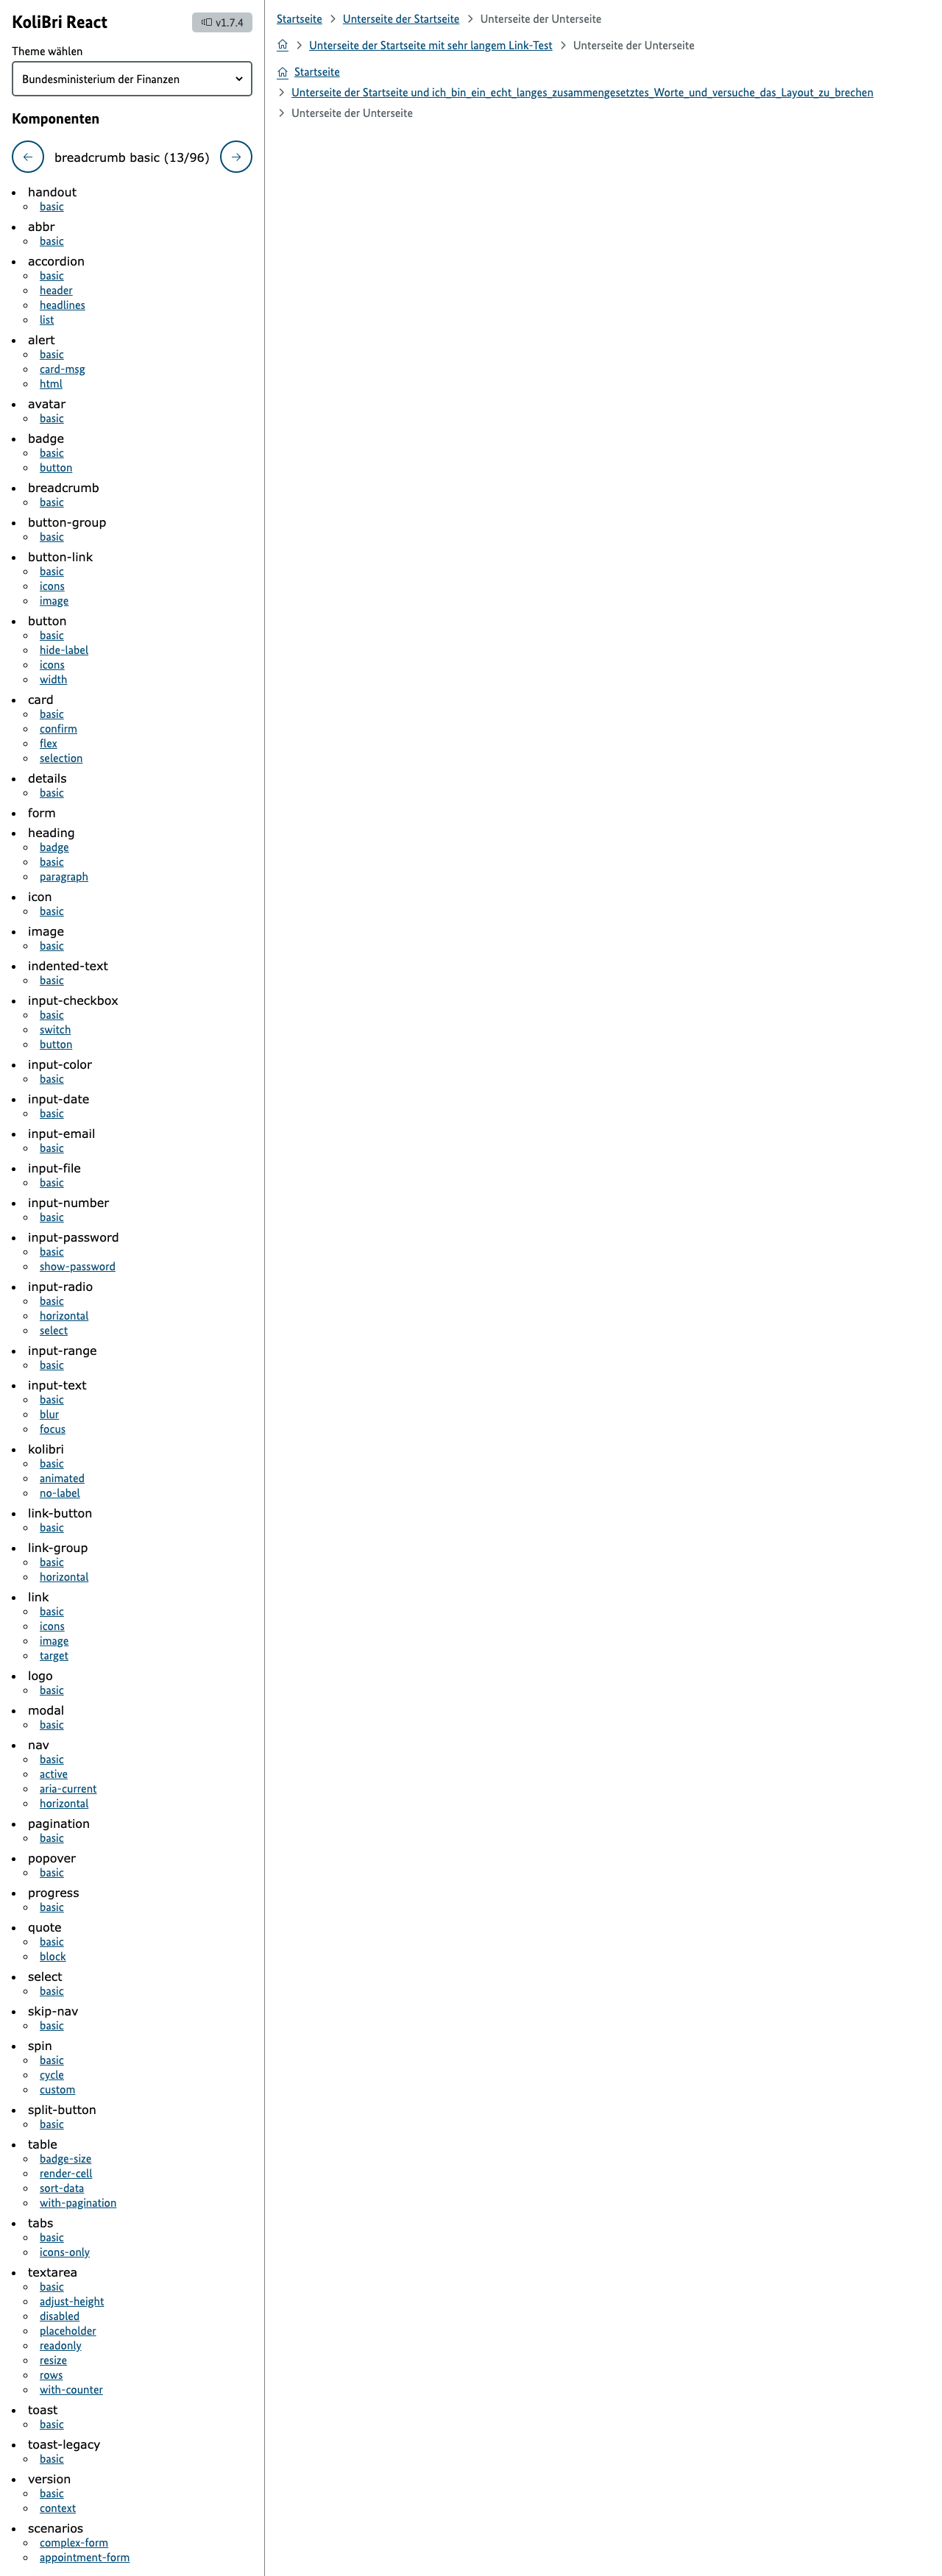 KoliBri React
v1.7.4
Theme wählen
Bundesministerium der Finanzen
Komponenten
breadcrumb basic (13/96)
handout
basic
abbr
basic
accordion
basic
header
headlines
list
alert
basic
card-msg
html
avatar
basic
badge
basic
button
breadcrumb
basic
button-group
basic
button-link
basic
icons
image
button
basic
hide-label
icons
width
card
basic
confirm
flex
selection
details
basic
form
heading
badge
basic
paragraph
icon
basic
image
basic
indented-text
basic
input-checkbox
basic
switch
button
input-color
basic
input-date
basic
input-email
basic
input-file
basic
input-number
basic
input-password
basic
show-password
input-radio
basic
horizontal
select
input-range
basic
input-text
basic
blur
focus
kolibri
basic
animated
no-label
link-button
basic
link-group
basic
horizontal
link
basic
icons
image
target
logo
basic
modal
basic
nav
basic
active
aria-current
horizontal
pagination
basic
popover
basic
progress
basic
quote
basic
block
select
basic
skip-nav
basic
spin
basic
cycle
custom
split-button
basic
table
badge-size
render-cell
sort-data
with-pagination
tabs
basic
icons-only
textarea
basic
adjust-height
disabled
placeholder
readonly
resize
rows
with-counter
toast
basic
toast-legacy
basic
version
basic
context
scenarios
complex-form
appointment-form
Startseite > Unterseite der Startseite > Unterseite der Unterseite
> Unterseite der Startseite mit sehr langem Link-Test > Unterseite der Unterseite
Startseite
> Unterseite der Startseite und ich_bin_ein_echt_langes_zusammengesetztes_Worte_und_versuche_das_Layout_zu_brechen
> Unterseite der Unterseite